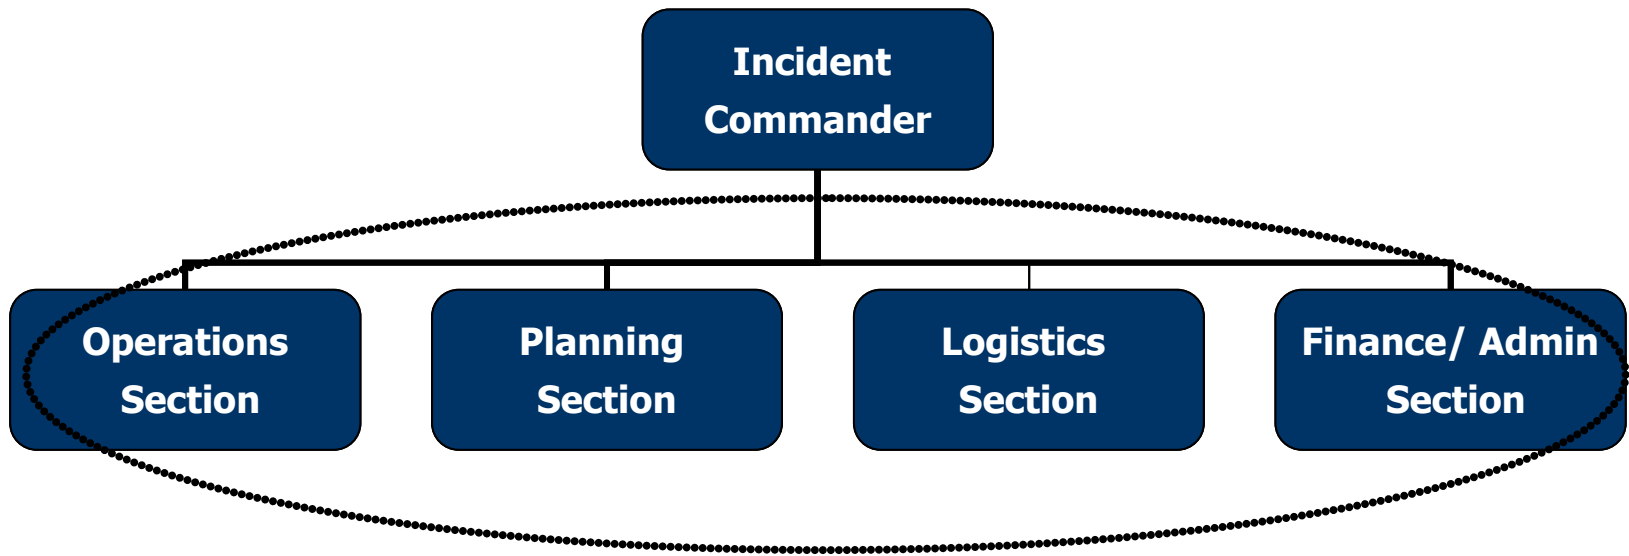 Incident
Commander
Operations
Section
Planning
Section
Logistics
Section
Finance/ Admin
Section